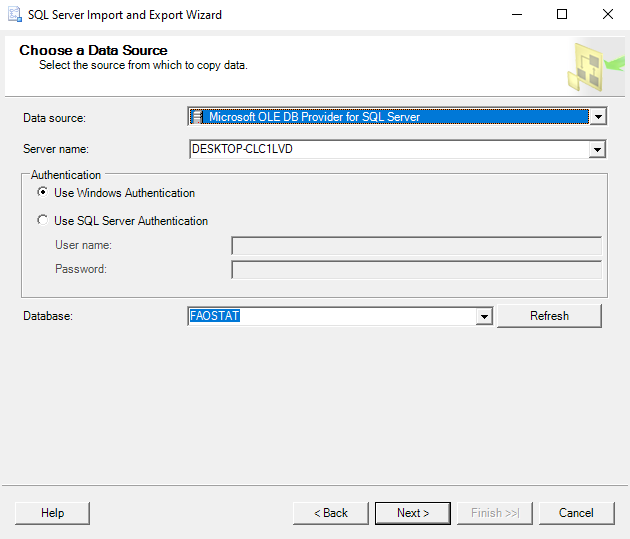 SQL Server Import and Export Wizard
Choose a Data Source
Select the source from which to copy data.
Data source:
Microsoft OLE DB Provider for SQL Server
Server name:
DESKTOP-CLC1LVD
Authentication
Use Windows Authentication
Use SQL Server Authentication
User name:
Password:
Database:
FAOSTAT
Refresh
Help
< Back
Next >
Finish >>|
Cancel